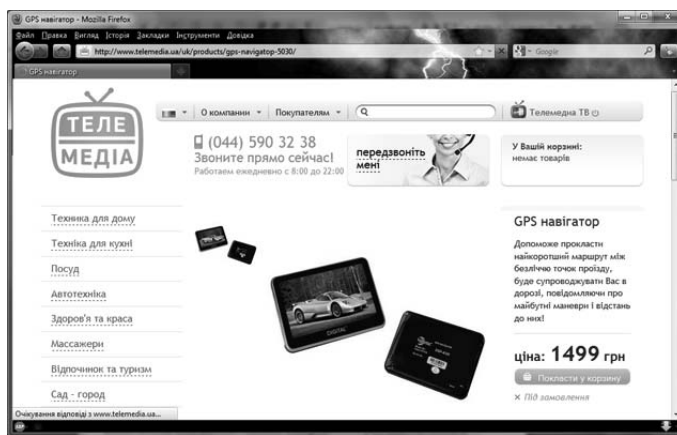 GPS навігатор - Mozilla Firefox
Файл Правка Вигляд Історія Закладки Інструменти Довідка
http://www.telemedia.ua/uk/products/gps-navigatop-5030/
Google
GPS навігатор
ТЕЛЕ
МЕДІА
О компании
Покупателям
Телемедиа ТВ
(044) 590 32 38
Звоните прямо сейчас!
Работаем ежедневно с 8:00 до 22:00
передзвоніть
мені
У Вашій корзині:
немає товарів
Техника для дому
Техніка для кухні
Посуд
Автотехніка
Здоров'я та краса
Массажери
Відпочинок та туризм
Сад - город
DIGITAL
GPS навігатор
Допоможе прокласти
найкоротший маршрут між
безліччю точок проїзду,
буде супроводжувати Вас в
дорозі, повідомляючи про
майбутні маневри і відстань
до них!
ціна: 1499 грн
Покласти у корзину
× Під замовлення
Очікування відповіді з www.telemedia.ua...